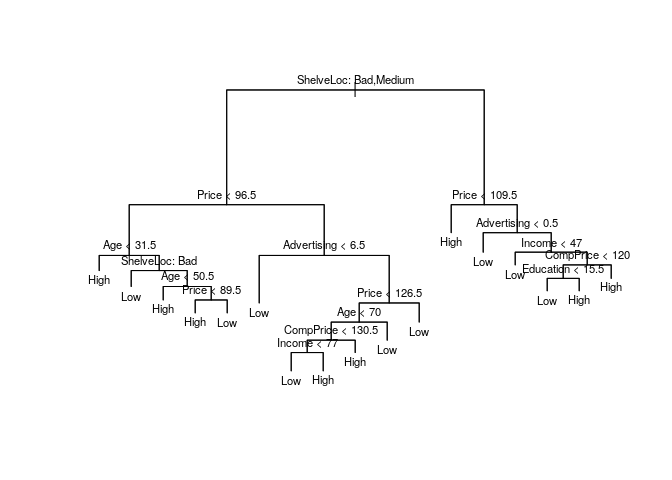 ShelveLoc: Bad,Medium
Price < 96.5
Price < 109.5
Age < 31.5
Advertising < 6.5
High
Advertising < 0.5
High
ShelveLoc: Bad
Low
Income < 47
Low
Age < 50.5
Low
CompPrice < 120
High
Price < 89.5
Education < 15.5
High
High
Low
Low
High
Low
Price < 126.5
Age < 70
Low
CompPrice < 130.5
Low
Income < 77
High
Low
High